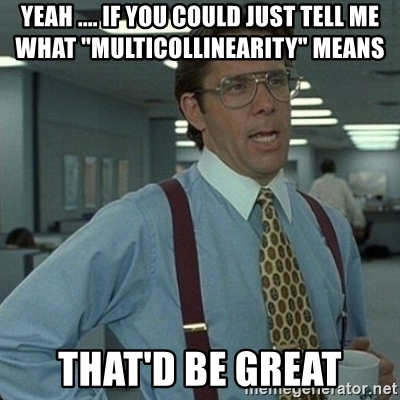 YEAH .... IF YOU COULD JUST TELL ME
WHAT "MULTICOLLINEARITY" MEANS
THAT'D BE GREAT
memegenerator.net